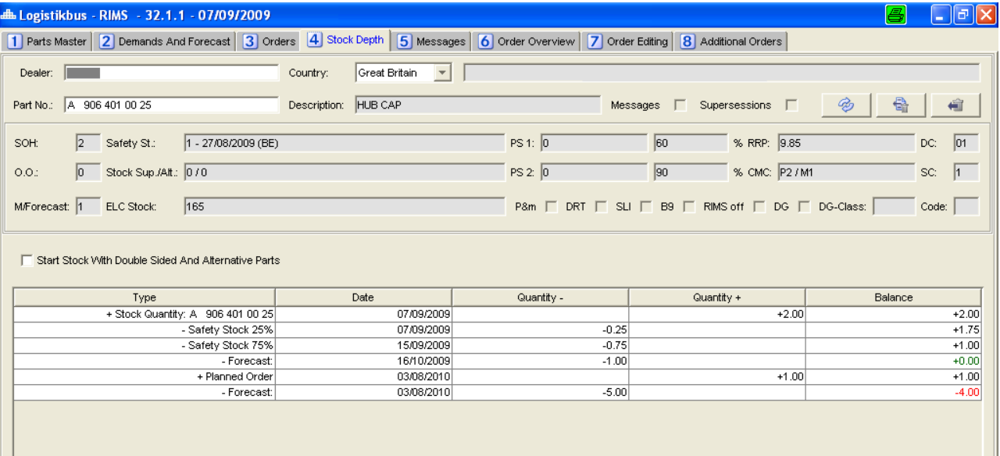 Logistikbus - RIMS - 32.1.1 - 07/09/2009
1 Parts Master 2 Demands And Forecast 3 Orders 4 Stock Depth 5 Messages 6 Order Overview 7 Order Editing 8 Additional Orders
Dealer: Country: Great Britain
Part No.: A 906 401 00 25 Description: HUB CAP Messages Supersessions
SOH: 2 Safety St.: 1 - 27/08/2009 (BE) PS 1: 0 60 % RRP: 9.85 DC: 01
O.O.: 0 Stock Sup./Alt.: 0 / 0 PS 2: 0 90 % CMC: P2 / M1 SC: 1
M/Forecast: 1 ELC Stock: 165 P&m DRT SLI B9 RIMS off DG DG-Class: Code:
Start Stock With Double Sided And Alternative Parts
Type Date Quantity - Quantity + Balance
+ Stock Quantity: A 906 401 00 25 07/09/2009 +2.00 +2.00
- Safety Stock 25% 07/09/2009 -0.25 +1.75
- Safety Stock 75% 15/09/2009 -0.75 +1.00
- Forecast: 16/10/2009 -1.00 +0.00
+ Planned Order 03/08/2010 +1.00 +1.00
- Forecast: 03/08/2010 -5.00 -4.00